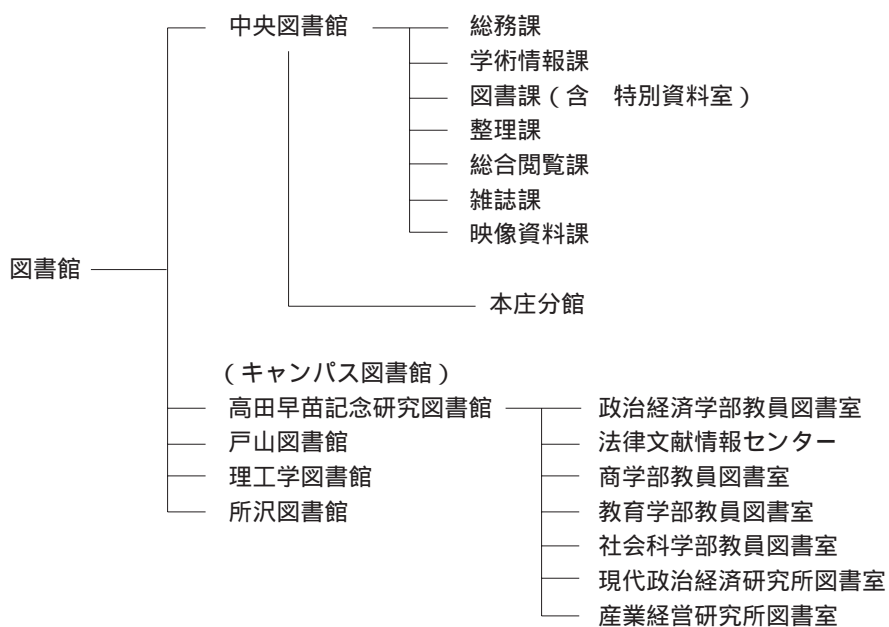 中央図書館
総務課
学術情報課
図書課（含　特別資料室）
整理課
総合閲覧課
雑誌課
映像資料課
図書館
本庄分館
（キャンパス図書館）
高田早苗記念研究図書館
政治経済学部教員図書室
戸山図書館
法律文献情報センター
理工学図書館
商学部教員図書室
所沢図書館
教育学部教員図書室
社会科学部教員図書室
現代政治経済研究所図書室
産業経営研究所図書室